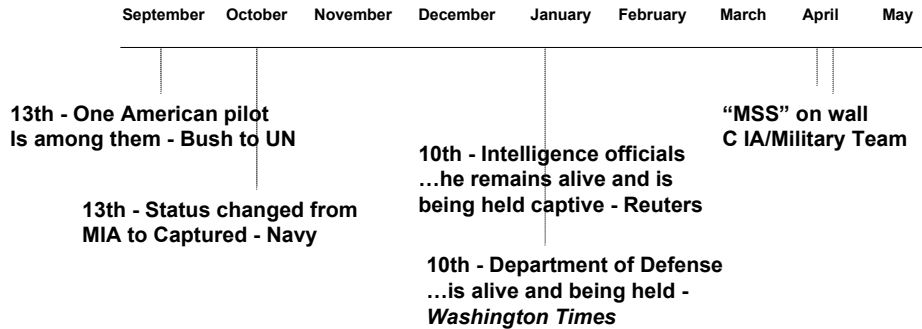 September October November December January February March April May
13th - One American pilot
Is among them - Bush to UN
“MSS” on wall
C IA/Military Team
10th - Intelligence officials
…he remains alive and is
being held captive - Reuters
13th - Status changed from
MIA to Captured - Navy
10th - Department of Defense
…is alive and being held -
Washington Times